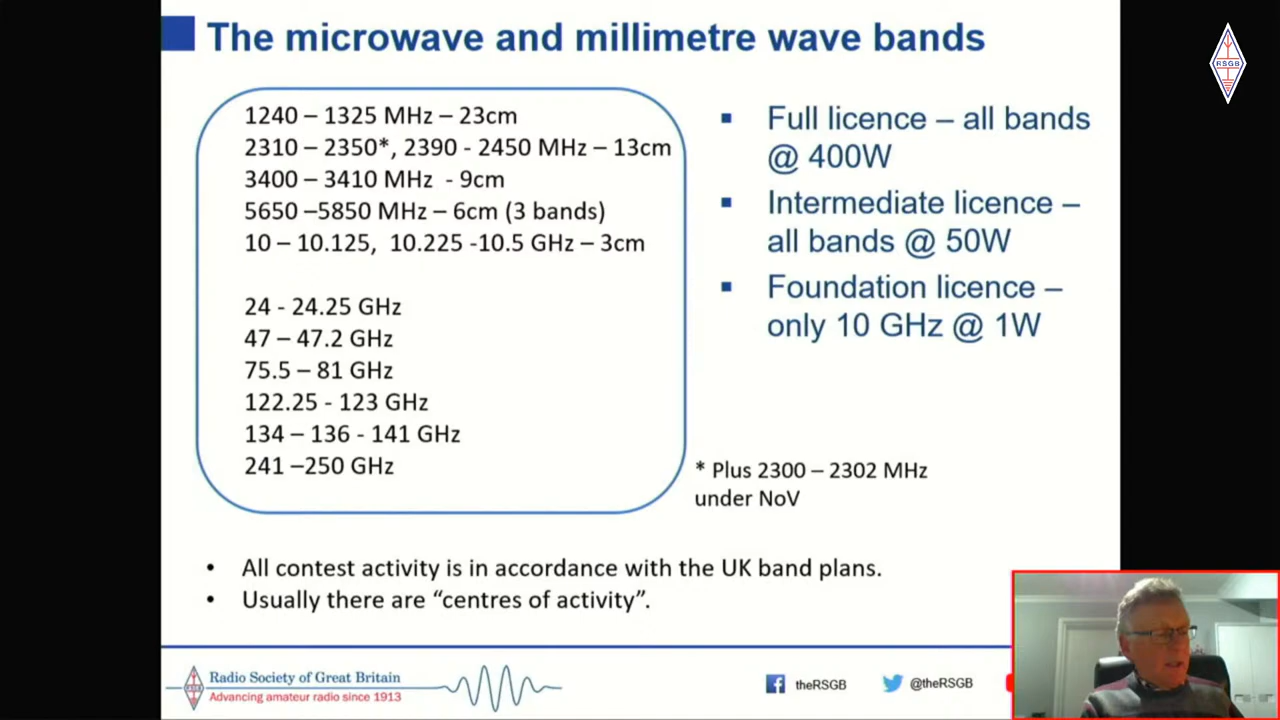 The microwave and millimetre wave bands
RSGB
1240 – 1325 MHz – 23cm
2310 – 2350*, 2390 - 2450 MHz – 13cm
3400 – 3410 MHz - 9cm
5650 –5850 MHz – 6cm (3 bands)
10 – 10.125, 10.225 -10.5 GHz – 3cm
24 - 24.25 GHz
47 – 47.2 GHz
75.5 – 81 GHz
122.25 - 123 GHz
134 – 136 - 141 GHz
241 –250 GHz
▪ Full licence – all bands
@ 400W
▪ Intermediate licence –
all bands @ 50W
▪ Foundation licence –
only 10 GHz @ 1W
* Plus 2300 – 2302 MHz
under NoV
• All contest activity is in accordance with the UK band plans.
• Usually there are “centres of activity”.
Radio Society of Great Britain
Advancing amateur radio since 1913
theRSGB
@theRSGB